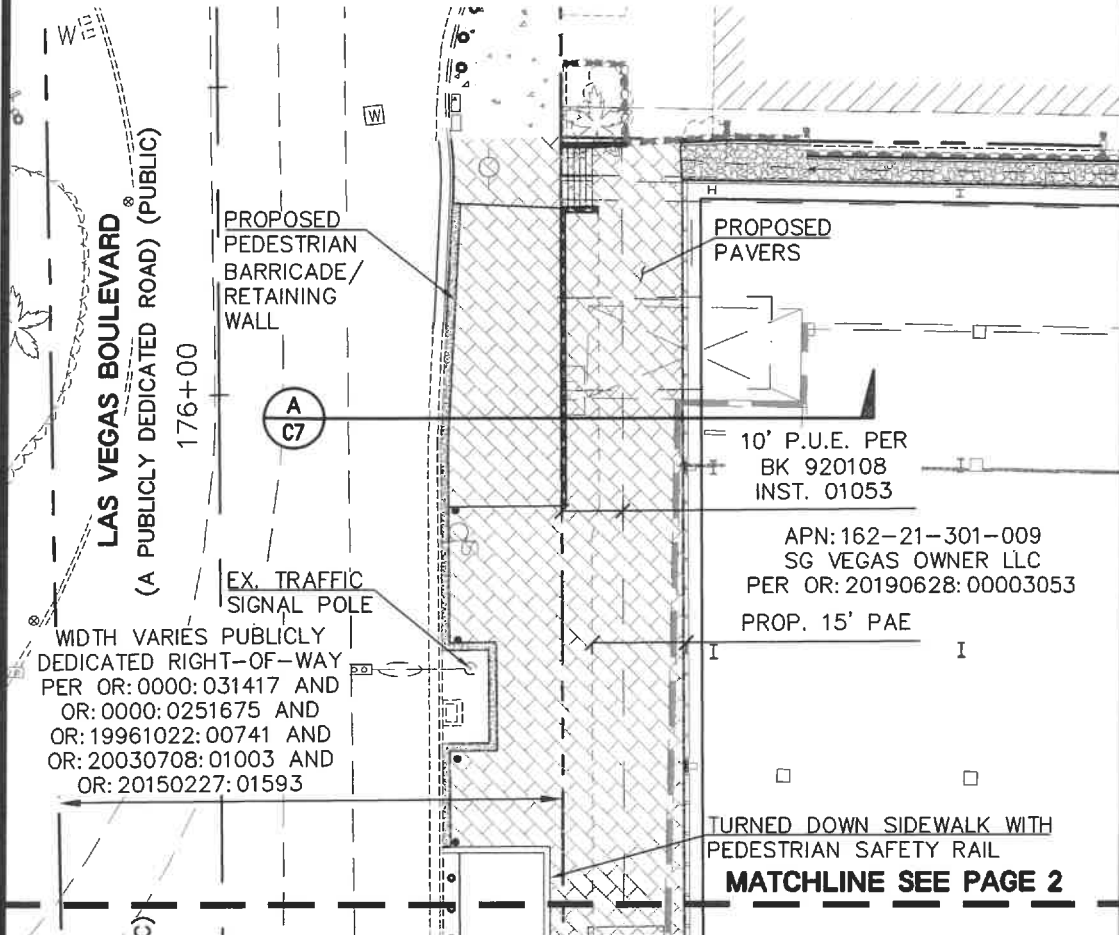 W
W
LAS VEGAS BOULEVARD
(A PUBLICLY DEDICATED ROAD) (PUBLIC)
176+00
PROPOSED
PEDESTRIAN
BARRICADE/
RETAINING
WALL
PROPOSED
PAVERS
H
A
C7
10' P.U.E. PER
BK 920108
INST. 01053
APN: 162-21-301-009
SG VEGAS OWNER LLC
PER OR: 20190628: 00003053
PROP. 15' PAE
EX. TRAFFIC
SIGNAL POLE
WIDTH VARIES PUBLICLY
DEDICATED RIGHT-OF-WAY
PER OR: 0000: 031417 AND
OR: 0000: 0251675 AND
OR: 19961022: 00741 AND
OR: 20030708: 01003 AND
OR: 20150227: 01593
TURNED DOWN SIDEWALK WITH
PEDESTRIAN SAFETY RAIL
MATCHLINE SEE PAGE 2
C)